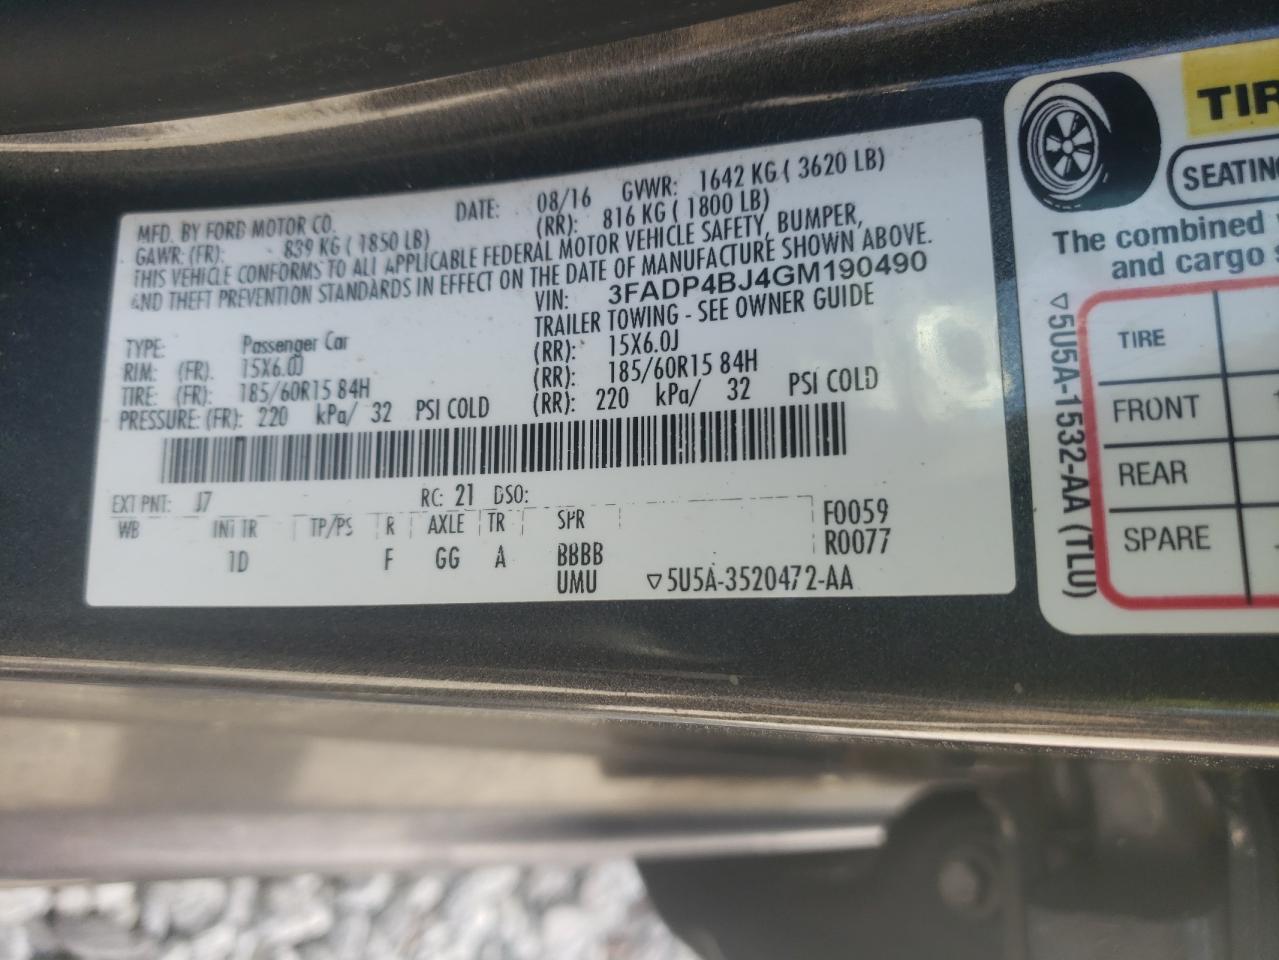 MFD. BY FORD MOTOR CO. DATE: 08/16 GVWR: 1642 KG ( 3620 LB)
GAWR: (FR): 839 KG ( 1850 LB) (RR): 816 KG ( 1800 LB)
THIS VEHICLE CONFORMS TO ALL APPLICABLE FEDERAL MOTOR VEHICLE SAFETY, BUMPER,
AND THEFT PREVENTION STANDARDS IN EFFECT ON THE DATE OF MANUFACTURE SHOWN ABOVE.
VIN: 3FADP4BJ4GM190490
TYPE: Passenger Car TRAILER TOWING - SEE OWNER GUIDE
RIM: (FR). 15X6.0J (RR): 15X6.0J
TIRE: (FR): 185/60R15 84H (RR): 185/60R15 84H
PRESSURE: (FR): 220 kPa/ 32 PSI COLD (RR): 220 kPa/ 32 PSI COLD
EXT PNT: J7 RC: 21 DSO:
WB INT TR TP/PS R AXLE TR SPR F0059
1D F GG A BBBB R0077
UMU ▽5U5A-3520472-AA
TIR
SEATING
The combined
and cargo s
▽5U5A-1532-AA (TLU)
TIRE
FRONT
REAR
SPARE